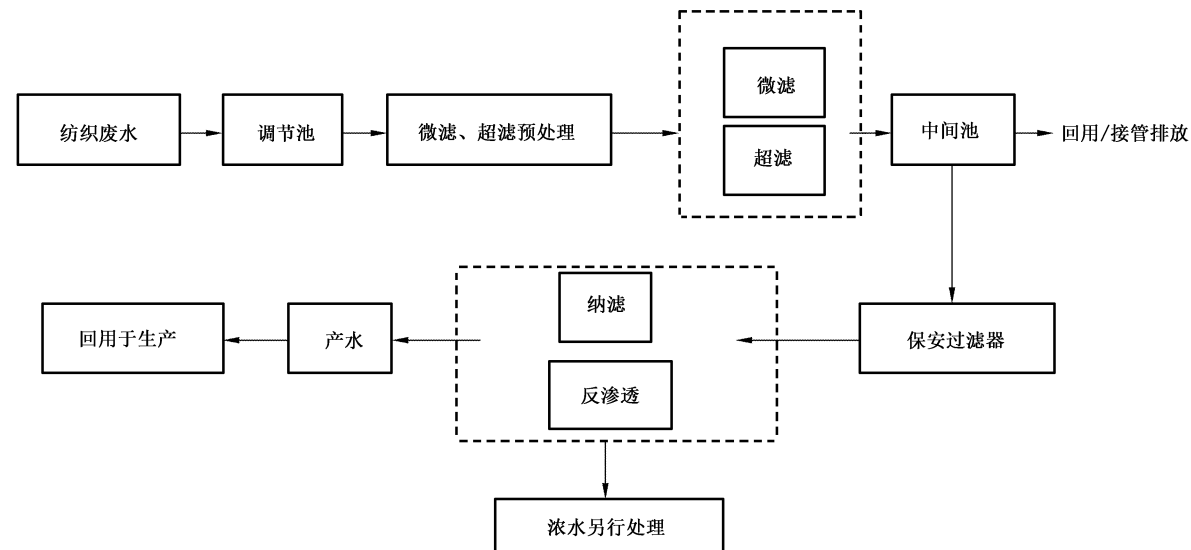 纺织废水
调节池
微滤、超滤预处理
微滤
超滤
中间池
回用/接管排放
回用于生产
产水
纳滤
反渗透
保安过滤器
浓水另行处理